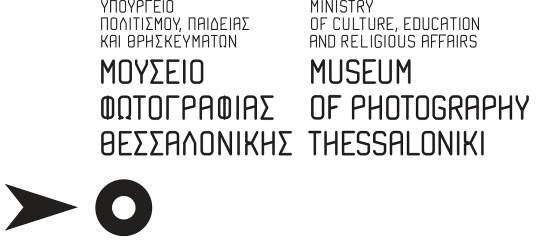 ΥΠΟΥΡΓΕΙΟ
ΠΟΛΙΤΙΣΜΟΥ, ΠΑΙΔΕΙΑΣ
ΚΑΙ ΘΡΗΣΚΕΥΜΑΤΩΝ
ΜΟΥΣΕΙΟ
ΦΩΤΟΓΡΑΦΙΑΣ
ΘΕΣΣΑΛΟΝΙΚΗΣ
MINISTRY
OF CULTURE, EDUCATION
AND RELIGIOUS AFFAIRS
MUSEUM
OF PHOTOGRAPHY
THESSALONIKI